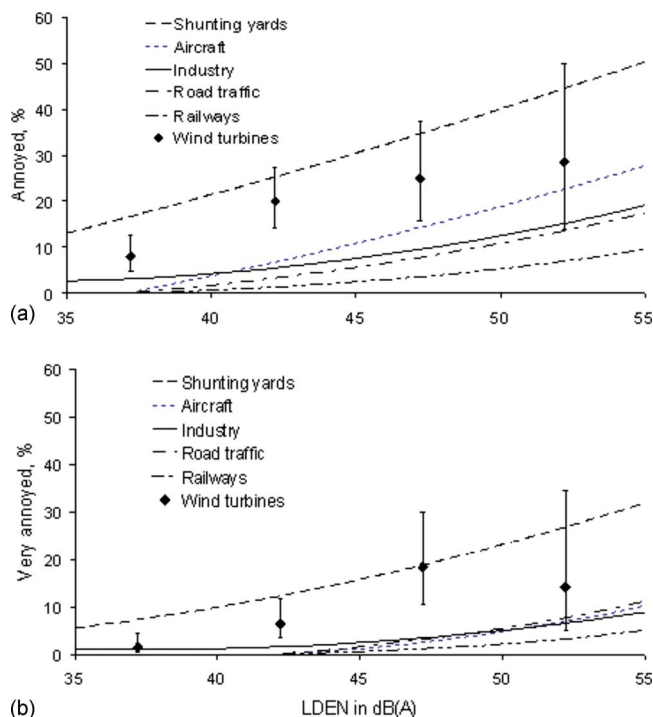 60
50
40
30
20
10
0
Annoyed, %
Shunting yards
Aircraft
Industry
Road traffic
Railways
Wind turbines
35 40 45 50 55
(a)
60
50
40
30
20
10
0
Very annoyed, %
Shunting yards
Aircraft
Industry
Road traffic
Railways
Wind turbines
35 40 45 50 55
(b)
LDEN in dB(A)